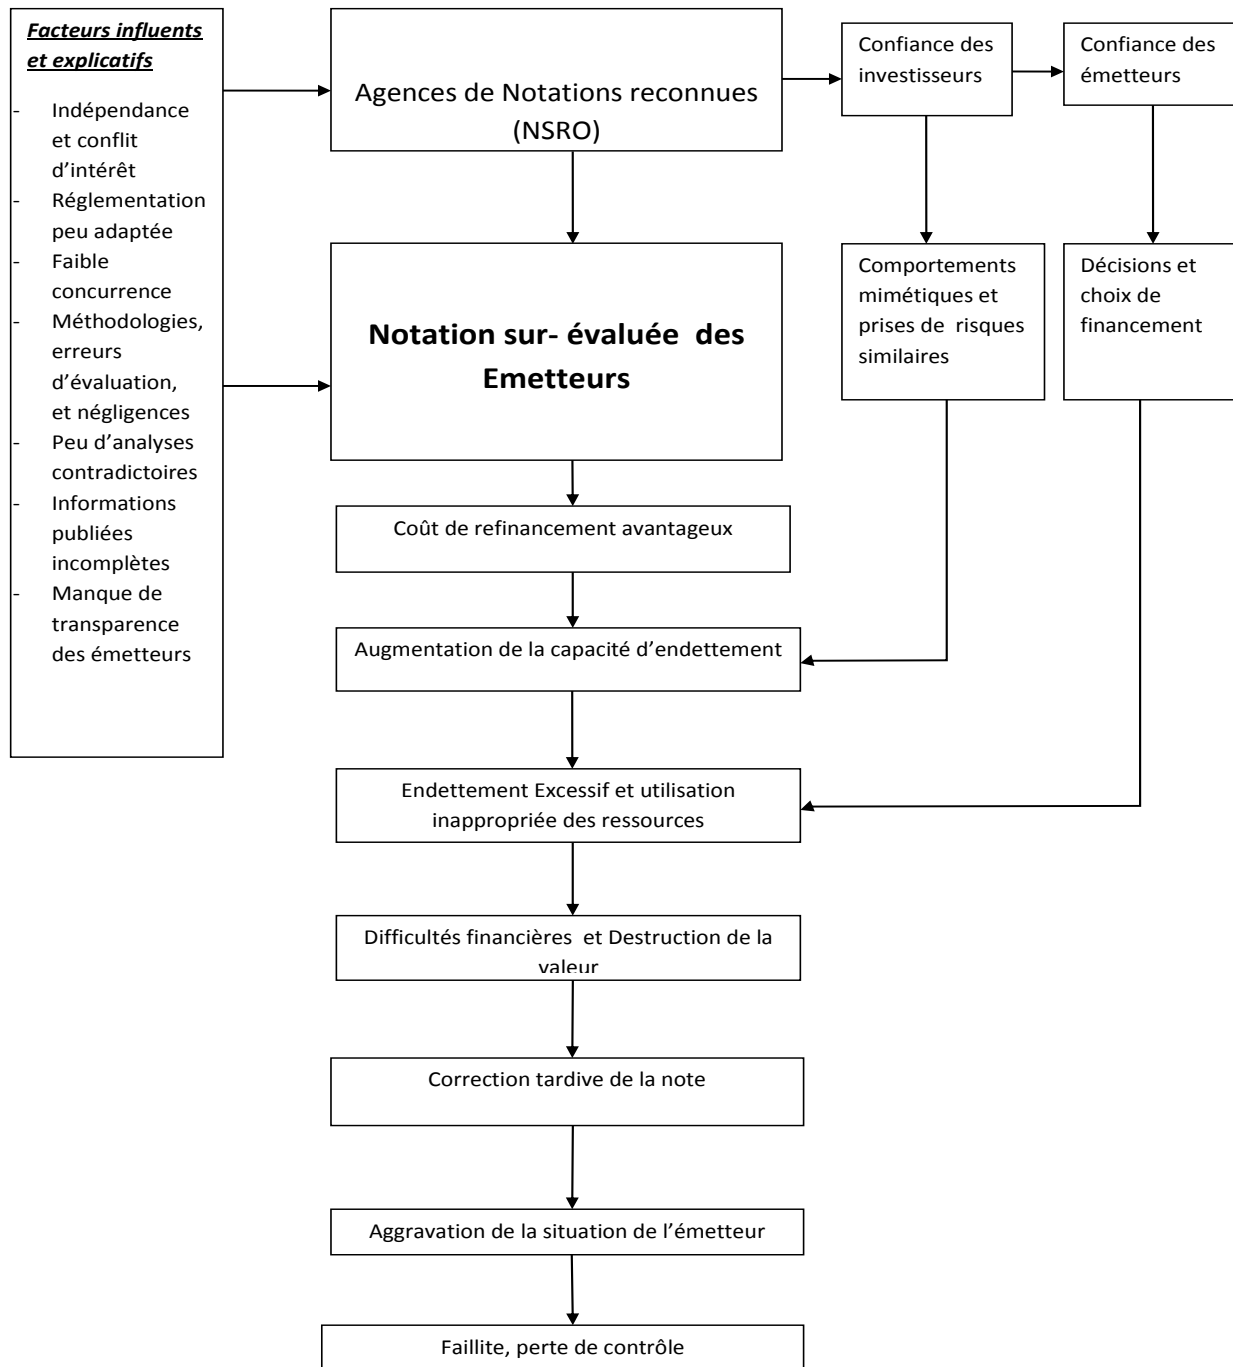 Facteurs influents
et explicatifs
- Indépendance
et conflit
d’intérêt
- Réglementation
peu adaptée
- Faible
concurrence
- Méthodologies,
erreurs
d’évaluation,
et négligences
- Peu d’analyses
contradictoires
- Informations
publiées
incomplètes
- Manque de
transparence
des émetteurs
Agences de Notations reconnues
(NSRO)
Confiance des
investisseurs
Confiance des
émetteurs
Notation sur- évaluée des
Emetteurs
Comportements
mimétiques et
prises de risques
similaires
Décisions et
choix de
financement
Coût de refinancement avantageux
Augmentation de la capacité d’endettement
Endettement Excessif et utilisation
inappropriée des ressources
Difficultés financières et Destruction de la
valeur
Correction tardive de la note
Aggravation de la situation de l’émetteur
Faillite, perte de contrôle